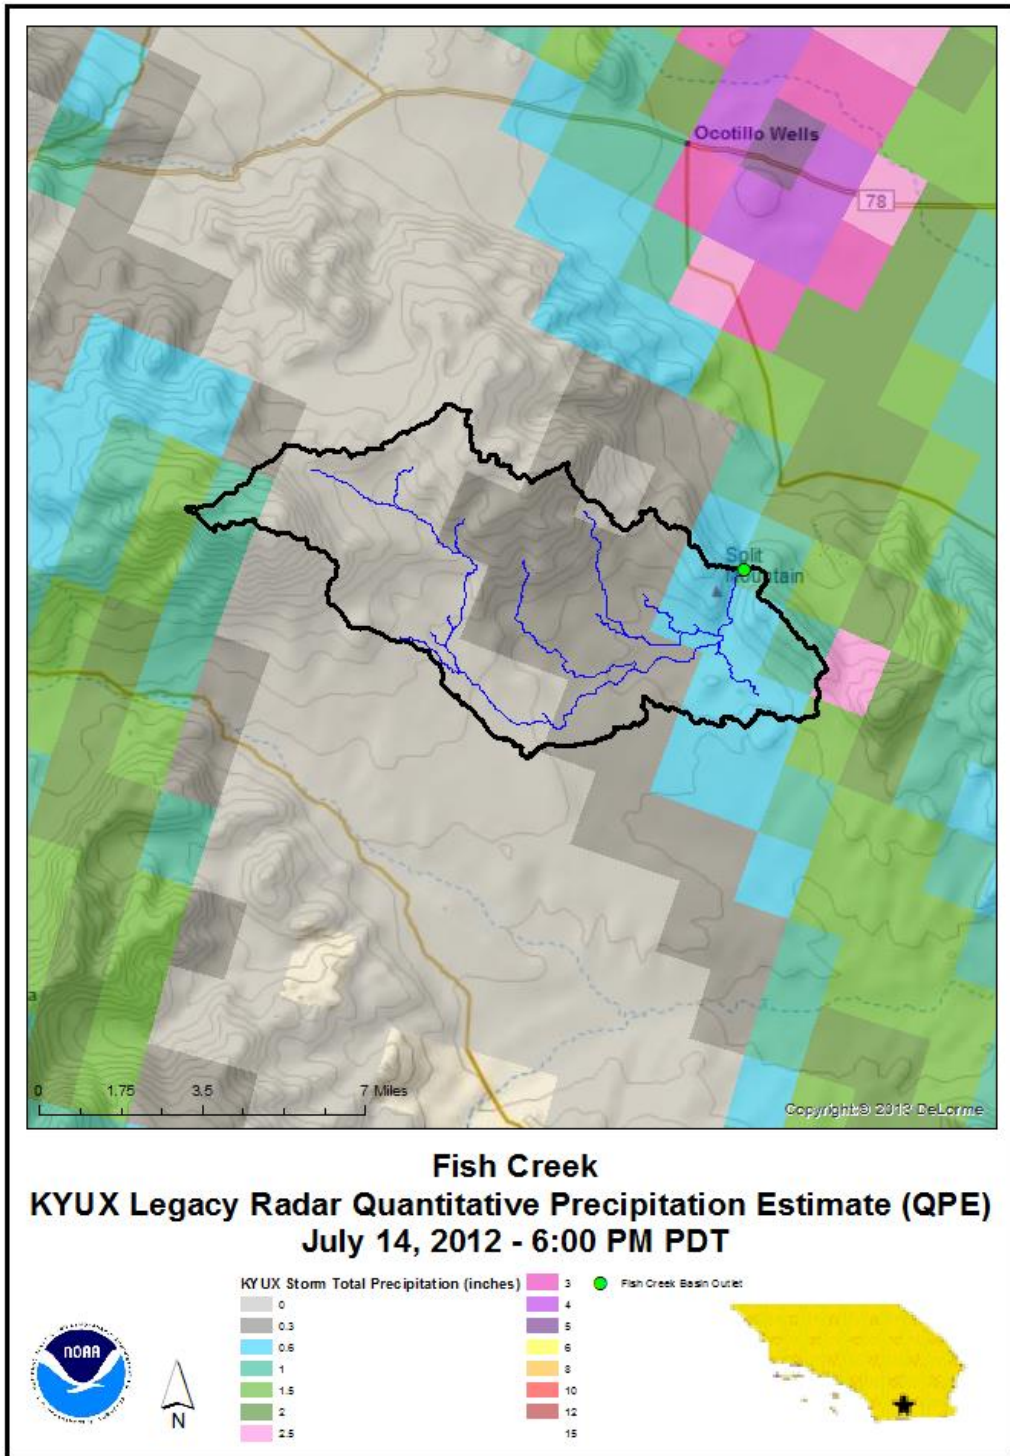 Ocotillo Wells
78
Split
Mountain
a
0 1.75 3.5 7 Miles
Copyright:© 2013 DeLorme
Fish Creek
KYUX Legacy Radar Quantitative Precipitation Estimate (QPE)
July 14, 2012 - 6:00 PM PDT
KYUX Storm Total Precipitation (inches)
0
0.3
0.6
1
1.5
2
2.5
3
4
5
6
8
10
12
15
Fish Creek Basin Outlet
NOAA
N